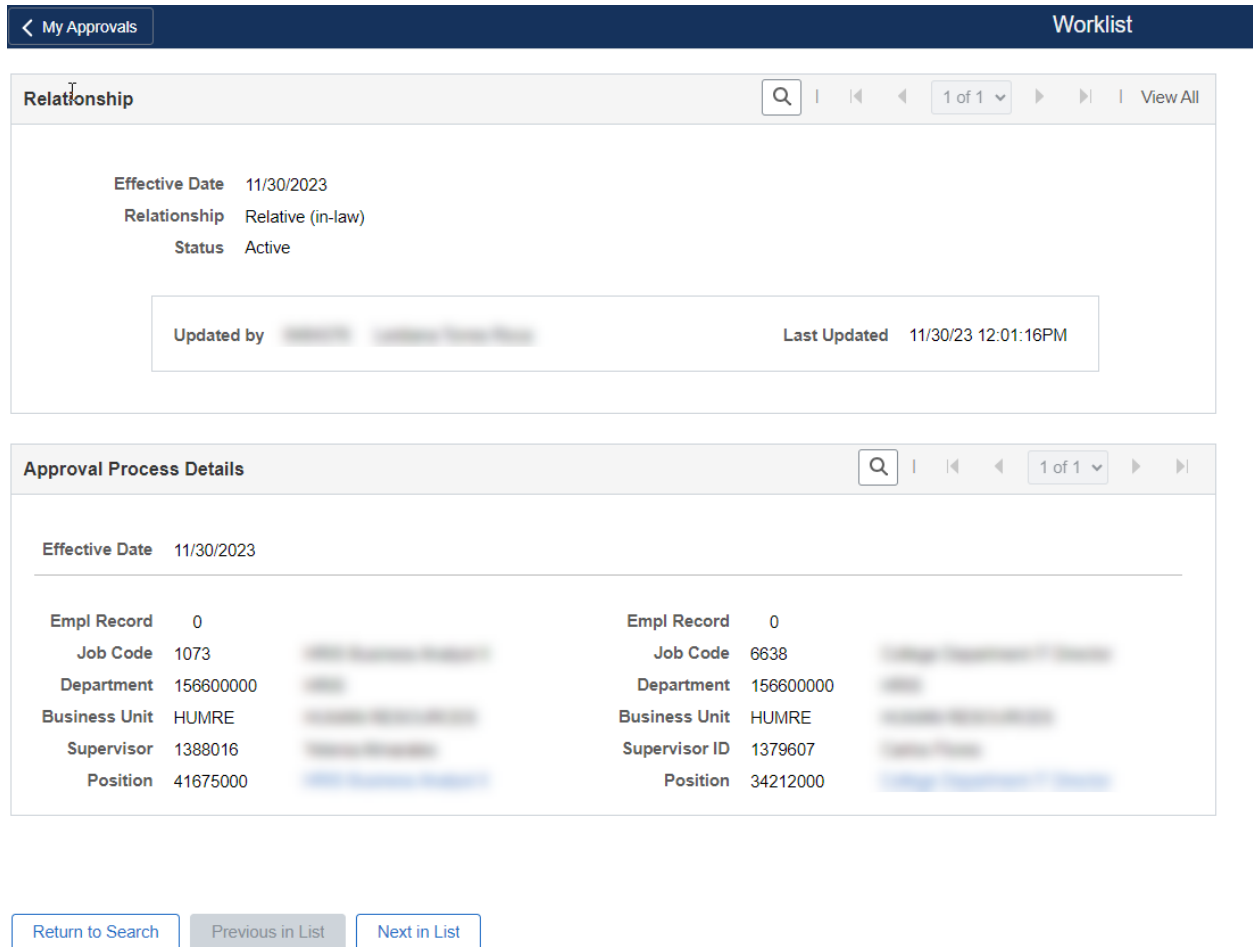 My Approvals
Worklist
Relationship
1 of 1
View All
Effective Date 11/30/2023
Relationship Relative (in-law)
Status Active
Updated by
Last Updated 11/30/23 12:01:16PM
Approval Process Details
1 of 1
Effective Date 11/30/2023
Empl Record 0
Empl Record 0
Job Code 1073
Job Code 6638
Department 156600000
Department 156600000
Business Unit HUMRE
Business Unit HUMRE
Supervisor 1388016
Supervisor ID 1379607
Position 41675000
Position 34212000
Return to Search
Previous in List
Next in List